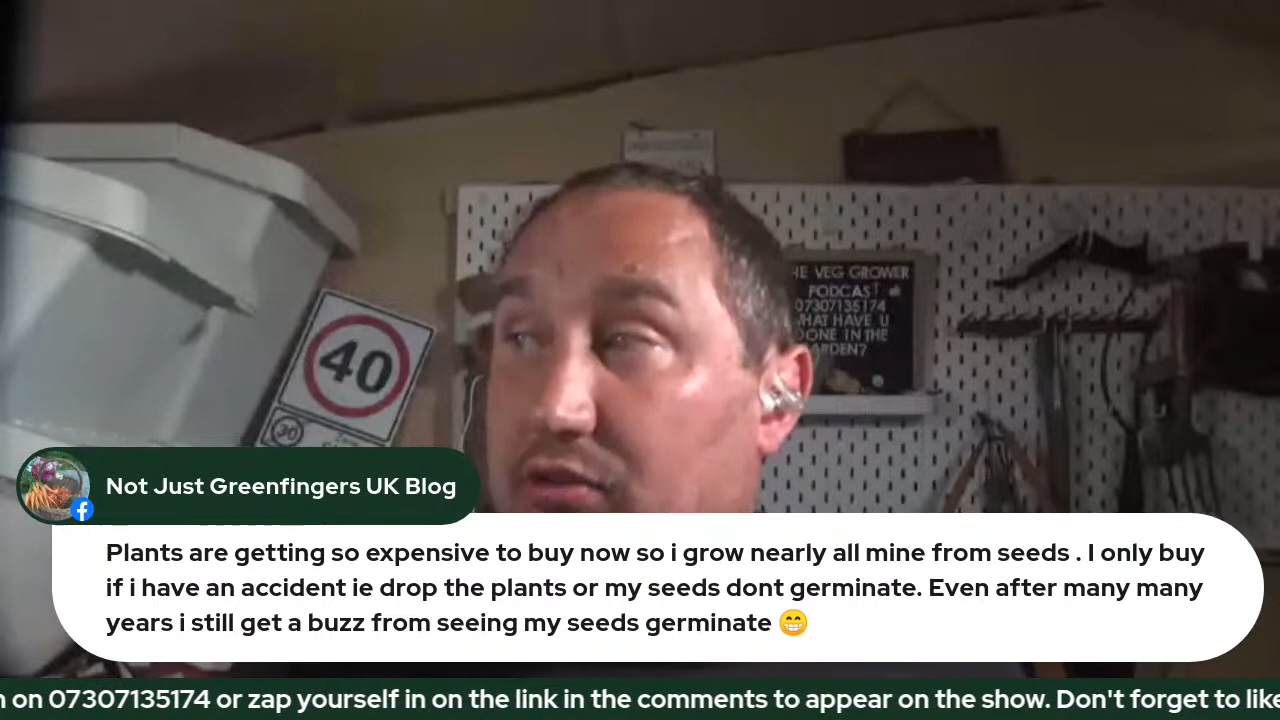 40
30
HE VEG GROWER
PODCAST
07307135174
WHAT HAVE U
DONE IN THE
ARDEN?
Not Just Greenfingers UK Blog
Plants are getting so expensive to buy now so i grow nearly all mine from seeds . I only buy
if i have an accident ie drop the plants or my seeds dont germinate. Even after many many
years i still get a buzz from seeing my seeds germinate 😁
n on 07307135174 or zap yourself in on the link in the comments to appear on the show. Don't forget to like